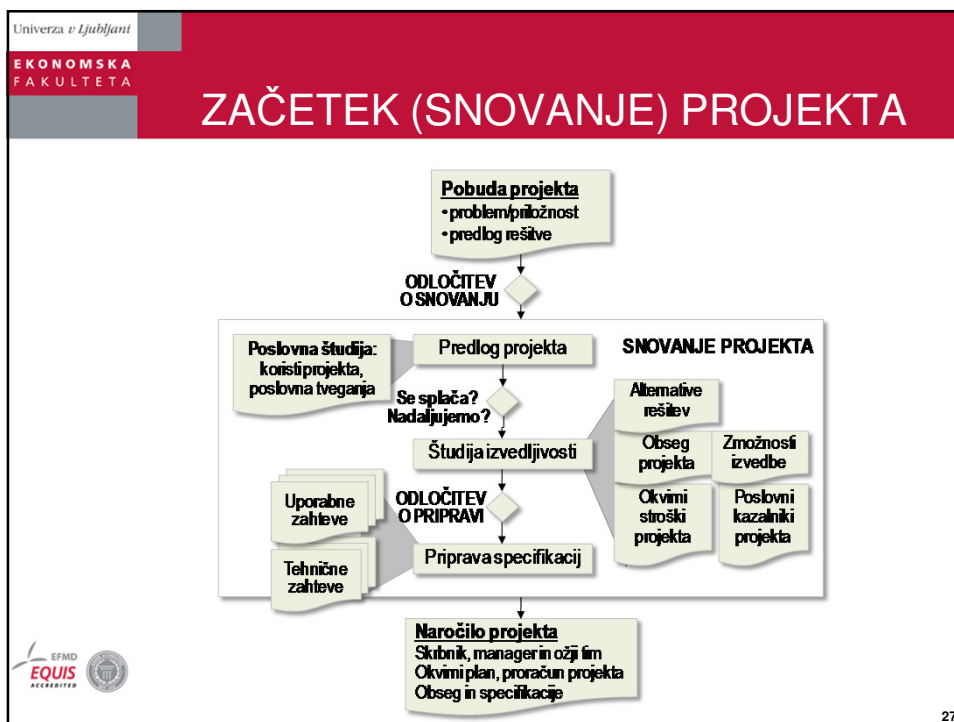 Univerza v Ljubljani
EKONOMSKA
FAKULTETA
ZAČETEK (SNOVANJE) PROJEKTA
Pobuda projekta
•problem/priložnost
•predlog rešitve
ODLOČITEV
O SNOVANJU
SNOVANJE PROJEKTA
Poslovna študija:
koristi projekta,
poslovna tveganja
Predlog projekta
Se splača?
Nadaljujemo?
Alternative
rešitev
Študija izvedljivosti
Obseg
projekta
Zmožnosti
izvedbe
Okvirni
stroški
projekta
Poslovni
kazalniki
projekta
ODLOČITEV
O PRIPRAVI
Uporabne
zahteve
Tehnične
zahteve
Priprava specifikacij
Naročilo projekta
Skrbnik, manager in ožji tim
Okvirni plan, proračun projekta
Obseg in specifikacije
EFMD
EQUIS
ACCREDITED
27